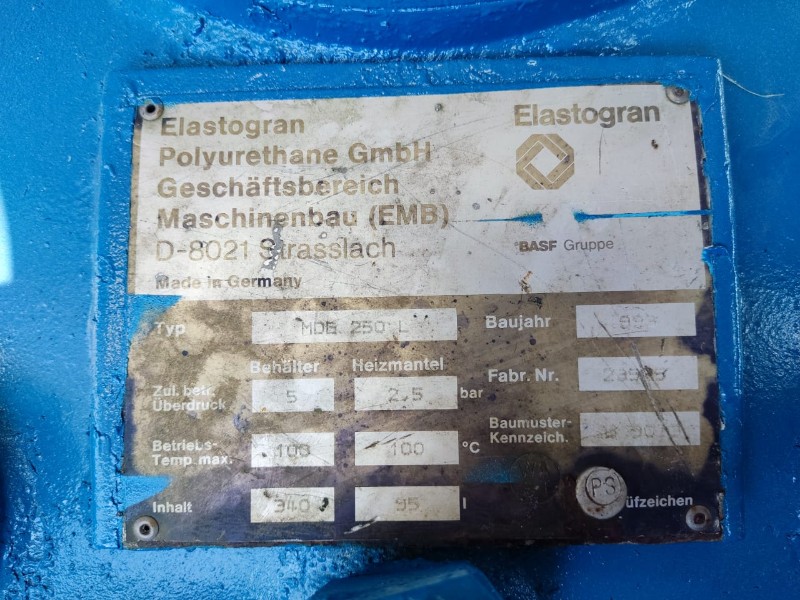 Elastogran
Polyurethane GmbH
Geschäftsbereich
Maschinenbau (EMB)
D-8021 Strasslach
Made in Germany
Elastogran
BASF Gruppe
Typ MDB 250 L
Baujahr
Behälter Heizmantel
Zul. betr. Überdruck 5 2,5 bar
Fabr. Nr.
Betriebs-Temp. max. 100 100 °C
Baumuster-
Kennzeich.
Inhalt 340 95 l
PS